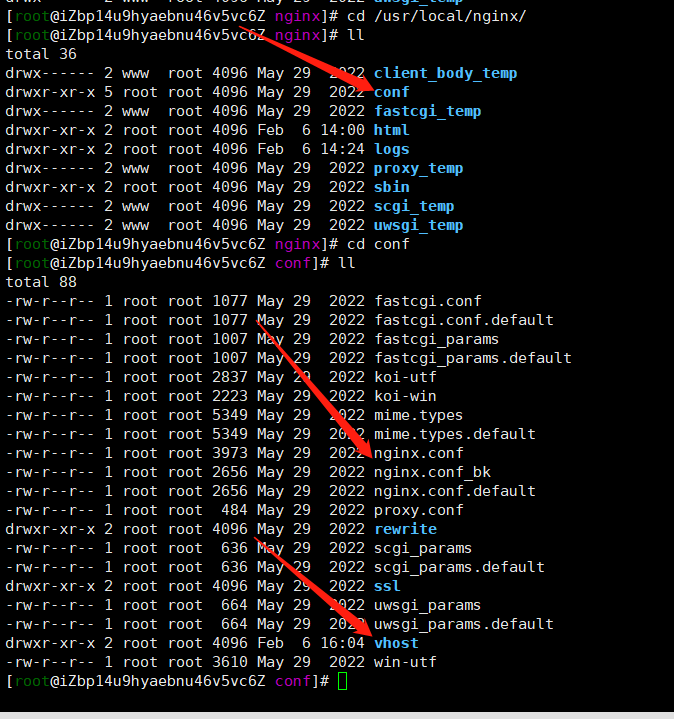 [root@iZbp14u9hyaebnu46v5vc6Z nginx]# cd /usr/local/nginx/
[root@iZbp14u9hyaebnu46v5vc6Z nginx]# ll
total 36
drwx------ 2 www  root 4096 May 29  2022 client_body_temp
drwxr-xr-x 5 root root 4096 May 29  2022 conf
drwx------ 2 www  root 4096 May 29  2022 fastcgi_temp
drwxr-xr-x 2 root root 4096 Feb  6 14:00 html
drwxr-xr-x 2 root root 4096 Feb  6 14:24 logs
drwx------ 2 www  root 4096 May 29  2022 proxy_temp
drwxr-xr-x 2 root root 4096 May 29  2022 sbin
drwx------ 2 www  root 4096 May 29  2022 scgi_temp
drwx------ 2 www  root 4096 May 29  2022 uwsgi_temp
[root@iZbp14u9hyaebnu46v5vc6Z nginx]# cd conf
[root@iZbp14u9hyaebnu46v5vc6Z conf]# ll
total 88
-rw-r--r-- 1 root root 1077 May 29  2022 fastcgi.conf
-rw-r--r-- 1 root root 1077 May 29  2022 fastcgi.conf.default
-rw-r--r-- 1 root root 1007 May 29  2022 fastcgi_params
-rw-r--r-- 1 root root 1007 May 29  2022 fastcgi_params.default
-rw-r--r-- 1 root root 2837 May 29  2022 koi-utf
-rw-r--r-- 1 root root 2223 May 29  2022 koi-win
-rw-r--r-- 1 root root 5349 May 29  2022 mime.types
-rw-r--r-- 1 root root 5349 May 29  2022 mime.types.default
-rw-r--r-- 1 root root 3973 May 29  2022 nginx.conf
-rw-r--r-- 1 root root 2656 May 29  2022 nginx.conf_bk
-rw-r--r-- 1 root root 2656 May 29  2022 nginx.conf.default
-rw-r--r-- 1 root root  484 May 29  2022 proxy.conf
drwxr-xr-x 2 root root 4096 May 29  2022 rewrite
-rw-r--r-- 1 root root  636 May 29  2022 scgi_params
-rw-r--r-- 1 root root  636 May 29  2022 scgi_params.default
drwxr-xr-x 2 root root 4096 May 29  2022 ssl
-rw-r--r-- 1 root root  664 May 29  2022 uwsgi_params
-rw-r--r-- 1 root root  664 May 29  2022 uwsgi_params.default
drwxr-xr-x 2 root root 4096 Feb  6 16:04 vhost
-rw-r--r-- 1 root root 3610 May 29  2022 win-utf
[root@iZbp14u9hyaebnu46v5vc6Z conf]#